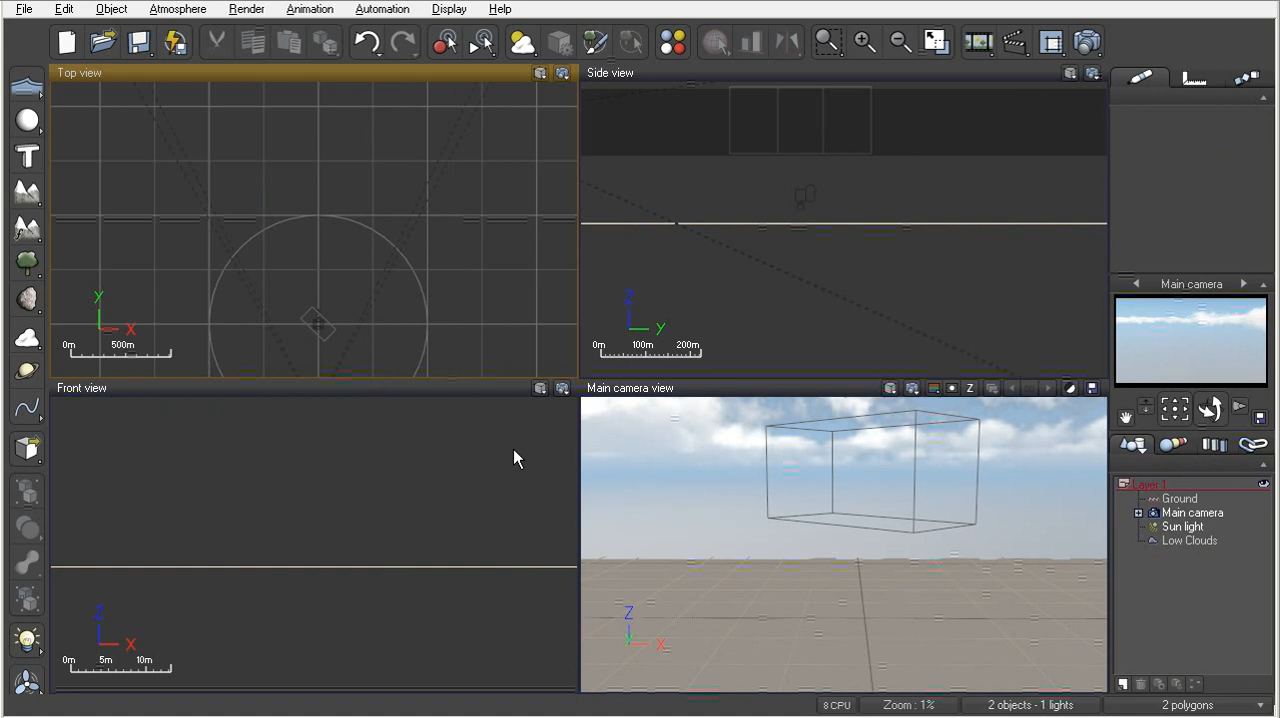 File Edit Object Atmosphere Render Animation Automation Display Help
Top view
Side view
Y
X
0m 500m
Z
Y
0m 100m 200m
Main camera
Front view
Main camera view
Z
Z
X
0m 5m 10m
Z
Y
X
Layer 1
Ground
Main camera
Sun light
Low Clouds
8 CPU
Zoom : 1%
2 objects - 1 lights
2 polygons